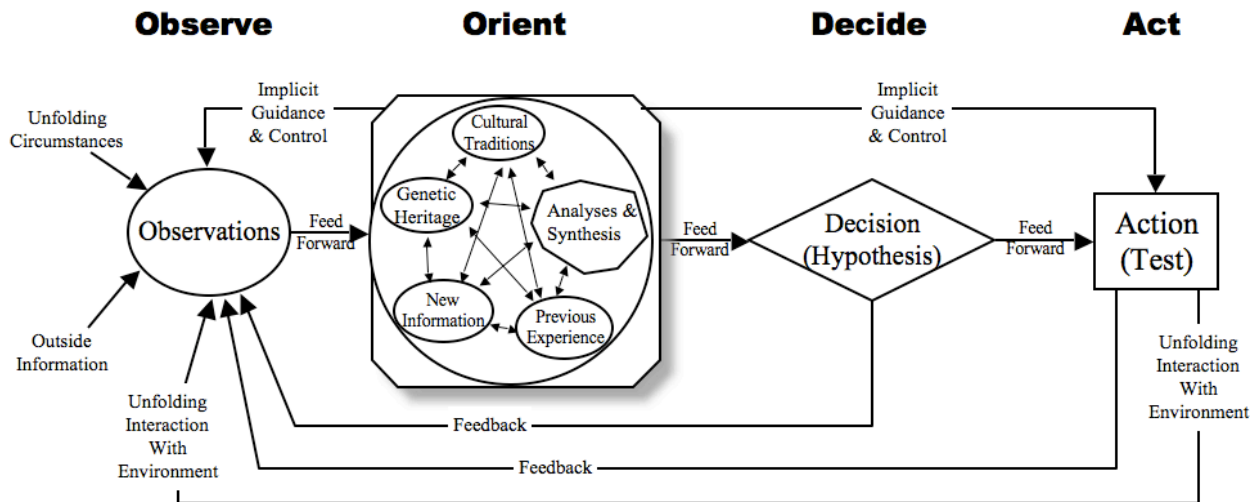 Observe
Orient
Decide
Act
Implicit
Guidance
& Control
Implicit
Guidance
& Control
Unfolding
Circumstances
Cultural
Traditions
Genetic
Heritage
Analyses &
Synthesis
Observations
Feed
Forward
Feed
Forward
Decision
(Hypothesis)
Feed
Forward
Action
(Test)
New
Information
Previous
Experience
Outside
Information
Unfolding
Interaction
With
Environment
Unfolding
Interaction
With
Environment
Feedback
Feedback